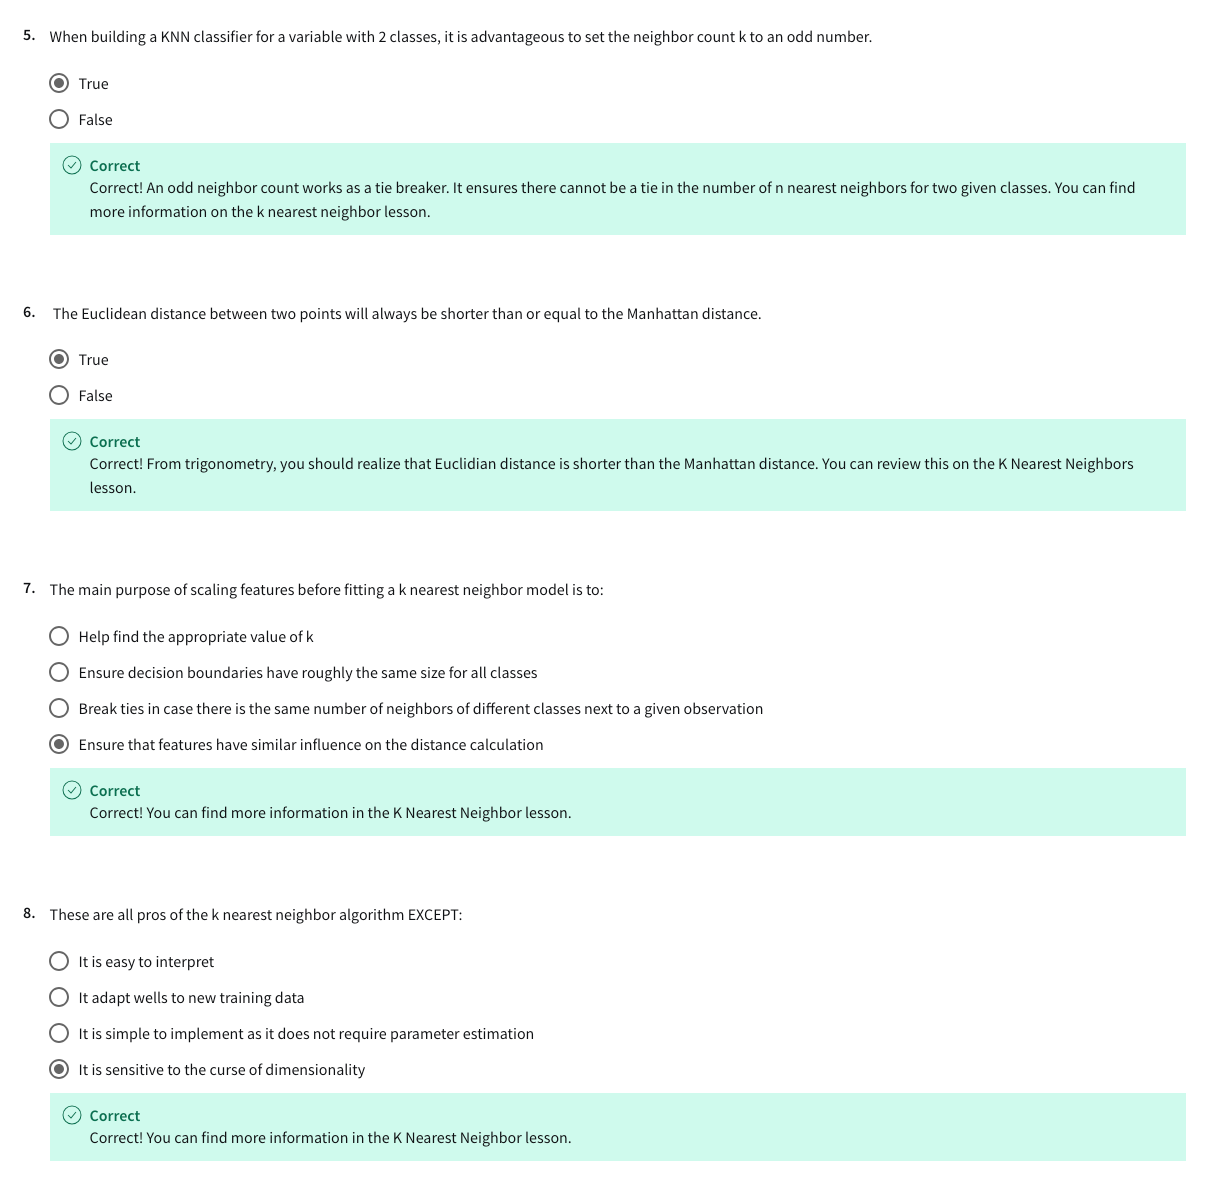 5. When building a KNN classifier for a variable with 2 classes, it is advantageous to set the neighbor count k to an odd number.
True
False
Correct
Correct! An odd neighbor count works as a tie breaker. It ensures there cannot be a tie in the number of n nearest neighbors for two given classes. You can find
more information on the k nearest neighbor lesson.
6. The Euclidean distance between two points will always be shorter than or equal to the Manhattan distance.
True
False
Correct
Correct! From trigonometry, you should realize that Euclidian distance is shorter than the Manhattan distance. You can review this on the K Nearest Neighbors
lesson.
7. The main purpose of scaling features before fitting a k nearest neighbor model is to:
Help find the appropriate value of k
Ensure decision boundaries have roughly the same size for all classes
Break ties in case there is the same number of neighbors of different classes next to a given observation
Ensure that features have similar influence on the distance calculation
Correct
Correct! You can find more information in the K Nearest Neighbor lesson.
8. These are all pros of the k nearest neighbor algorithm EXCEPT:
It is easy to interpret
It adapt wells to new training data
It is simple to implement as it does not require parameter estimation
It is sensitive to the curse of dimensionality
Correct
Correct! You can find more information in the K Nearest Neighbor lesson.